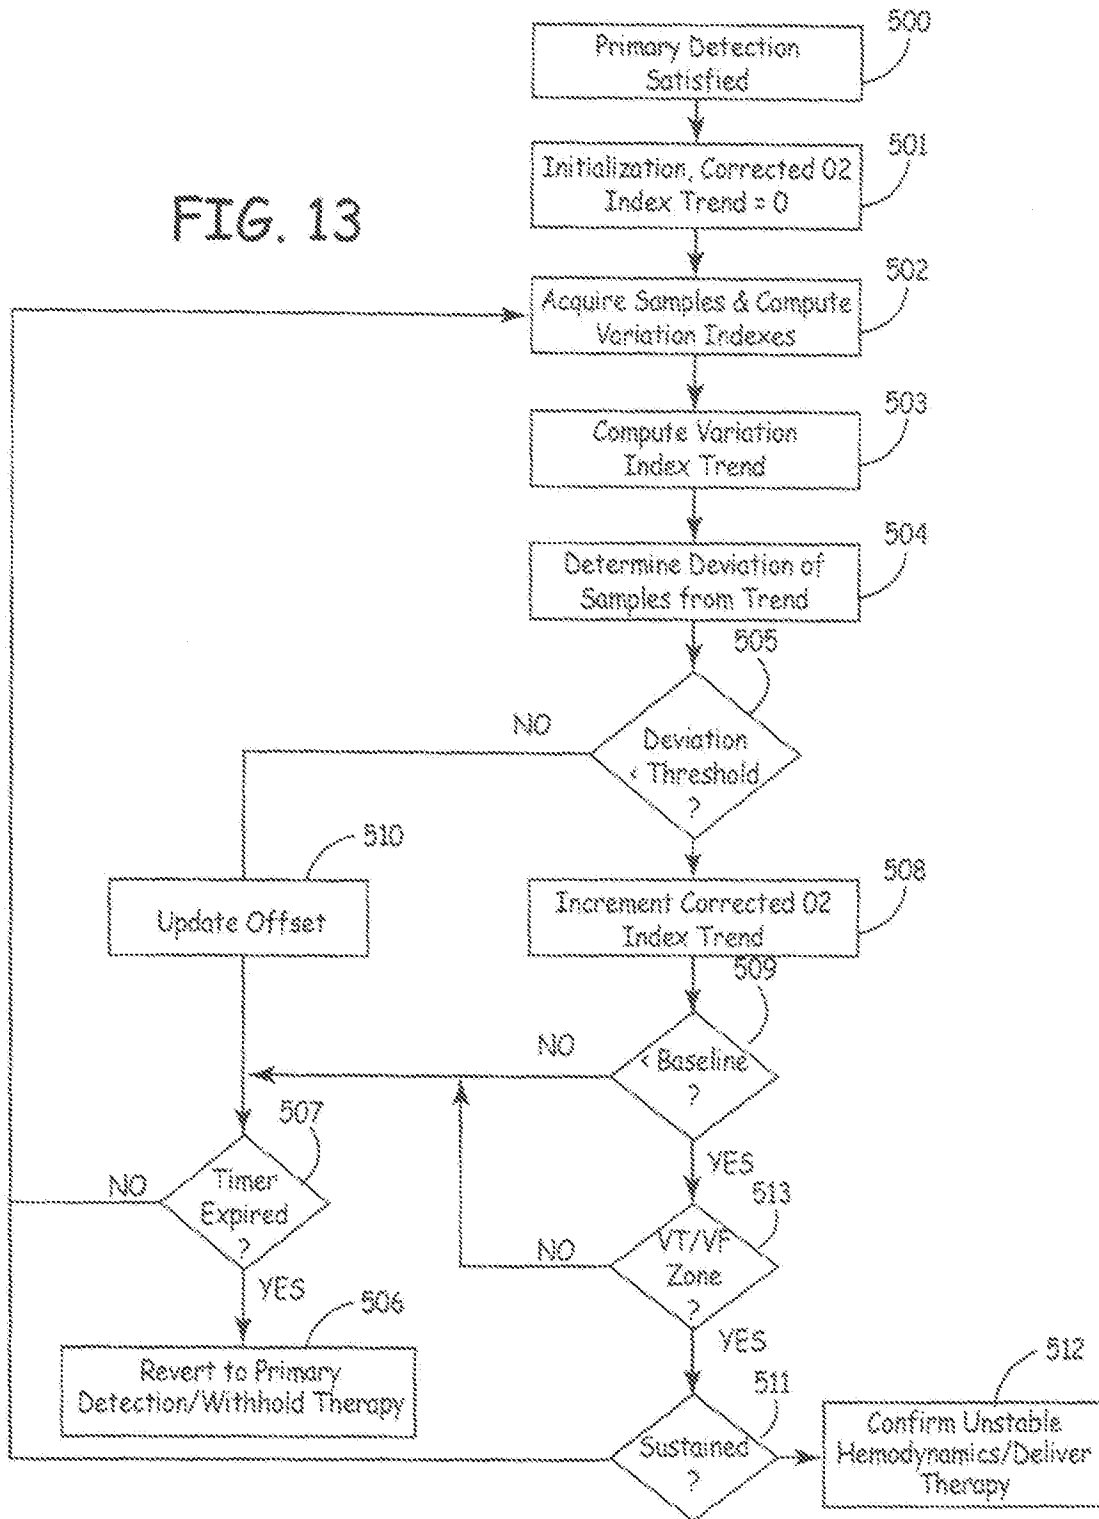 500
Primary Detection
Satisfied
501
Initialization, Corrected O2
Index Trend = 0
FIG. 13
502
Acquire Samples & Compute
Variation Indexes
503
Compute Variation
Index Trend
504
Determine Deviation of
Samples from Trend
505
NO
Deviation
< Threshold
?
510
Update Offset
508
Increment Corrected O2
Index Trend
509
NO
< Baseline
?
507
YES
NO
Timer
Expired
?
513
NO
VT/VF
Zone
?
YES
506
YES
Revert to Primary
Detection/Withhold Therapy
511
Sustained
?
512
Confirm Unstable
Hemodynamics/Deliver
Therapy